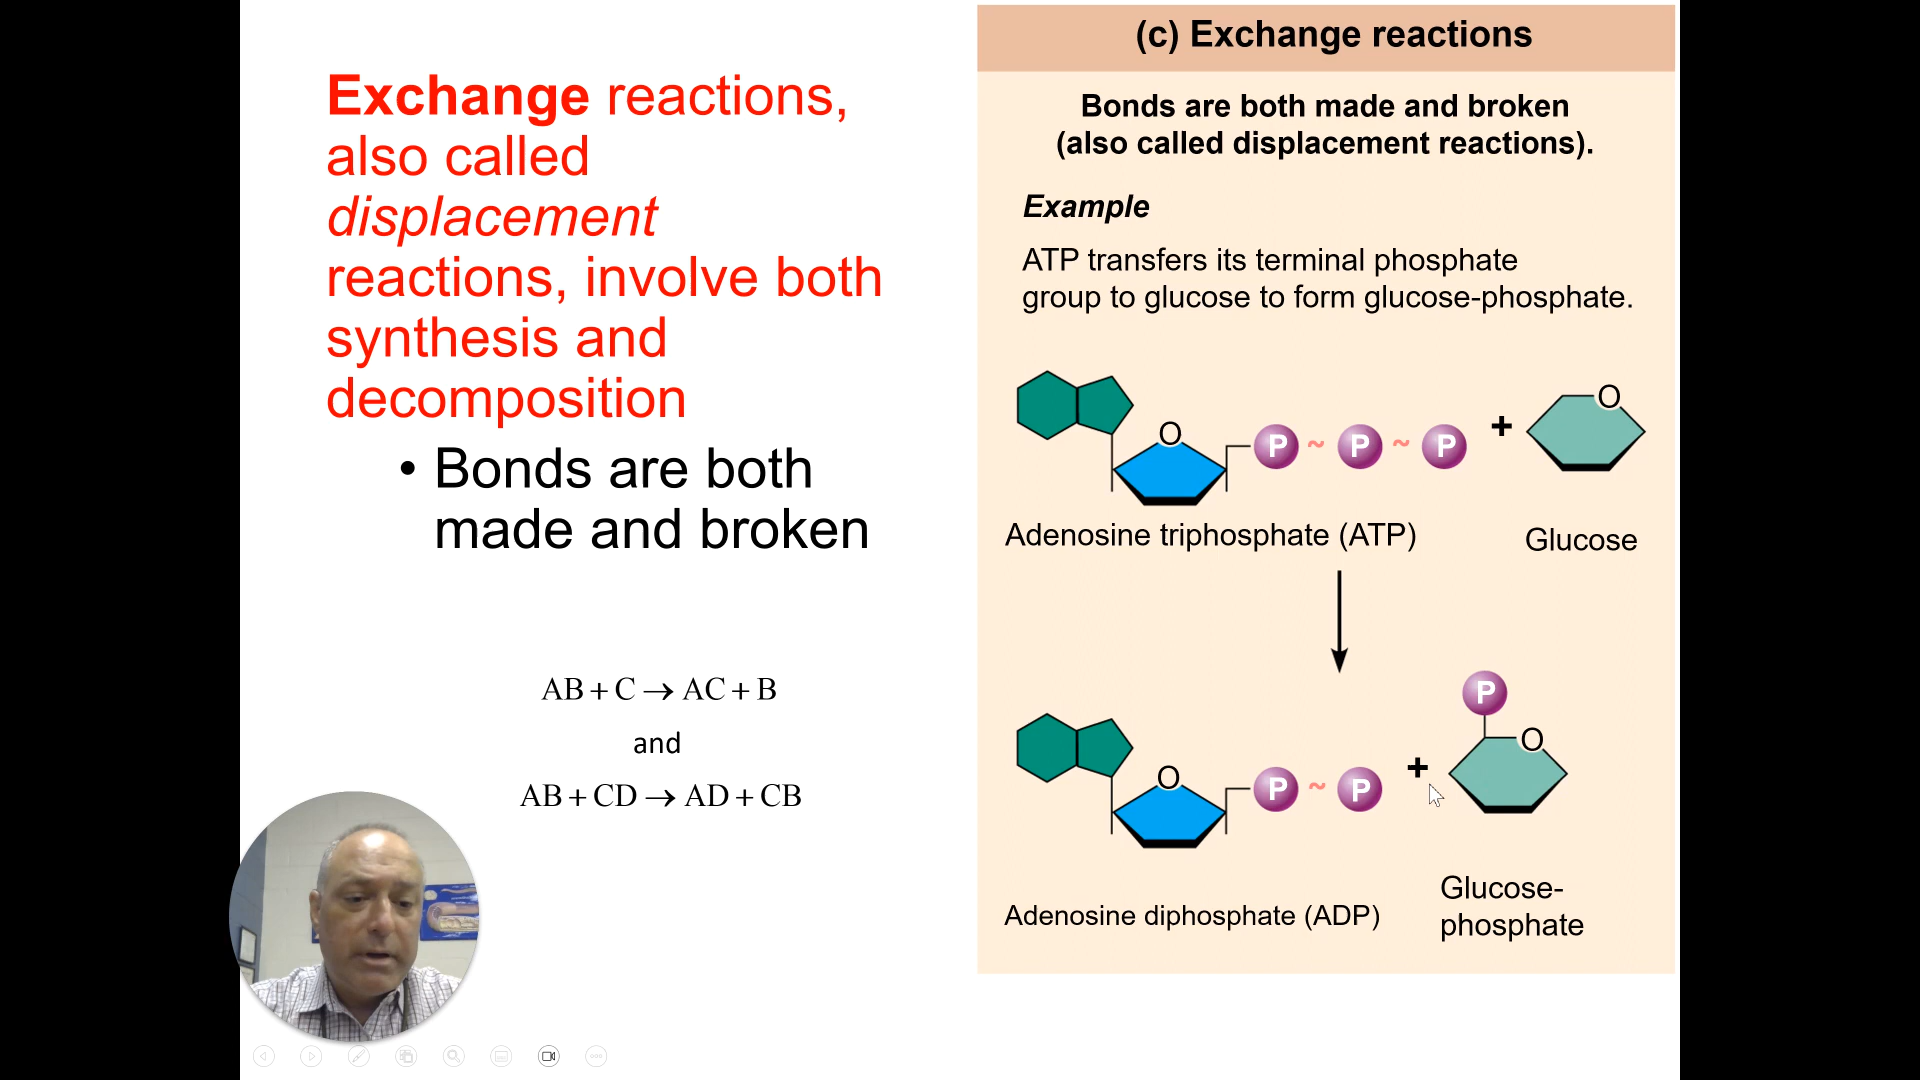 Exchange reactions,
also called
displacement
reactions, involve both
synthesis and
decomposition
• Bonds are both
made and broken
AB + C → AC + B
and
AB + CD → AD + CB
(c) Exchange reactions
Bonds are both made and broken
(also called displacement reactions).
Example
ATP transfers its terminal phosphate
group to glucose to form glucose-phosphate.
O
P ~ P ~ P
+
O
Adenosine triphosphate (ATP)
Glucose
P
O
P ~ P
+
O
Adenosine diphosphate (ADP)
Glucose-
phosphate